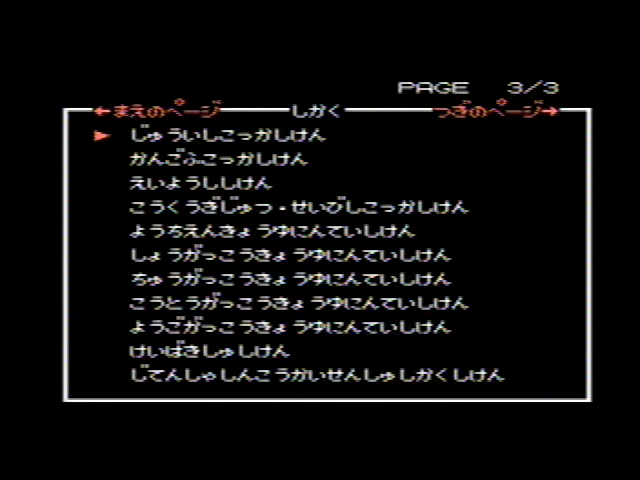 PAGE 3/3
←まえのページ しかく つぎのページ→
▶ じゅういしこっかしけん
かんごふこっかしけん
えいようししけん
こうくうぎじゅつ・せいびしこっかしけん
ようちえんきょうゆにんていしけん
しょうがっこうきょうゆにんていしけん
ちゅうがっこうきょうゆにんていしけん
こうとうがっこうきょうゆにんていしけん
ようごがっこうきょうゆにんていしけん
けいばきしゅしけん
じてんしゃしんこうかいせんしゅしかくしけん